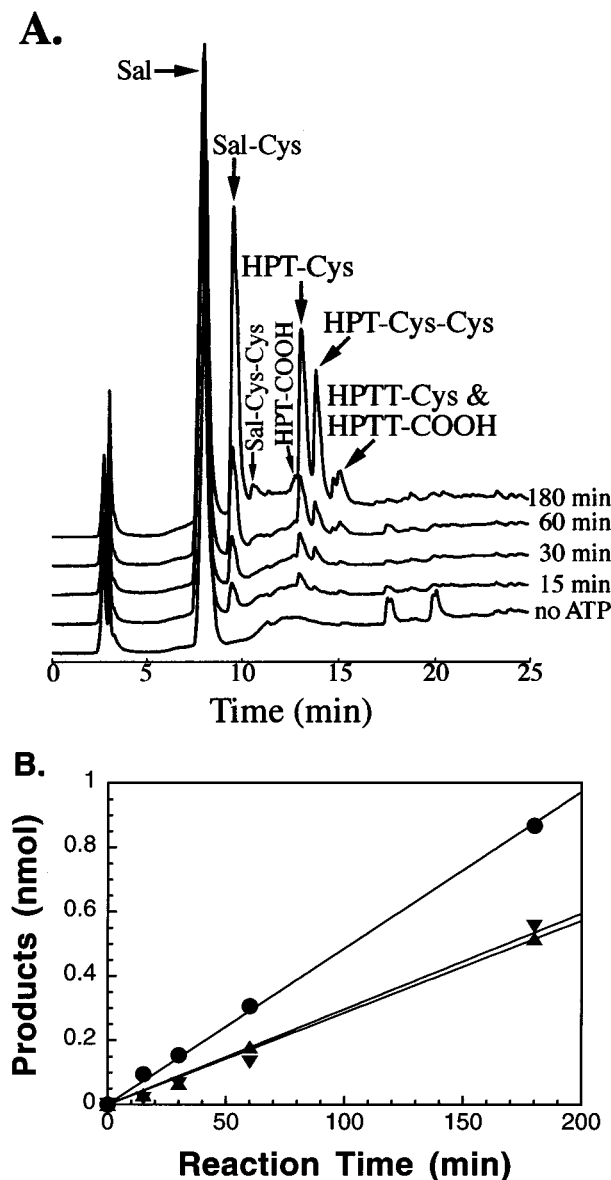 A.
Sal
Sal-Cys
HPT-Cys
HPT-Cys-Cys
Sal-Cys-Cys
HPT-COOH
HPTT-Cys &
HPTT-COOH
180 min
60 min
30 min
15 min
no ATP
0 5 10 15 20 25
Time (min)
B.
1
0.8
0.6
0.4
0.2
0
0 50 100 150 200
Products (nmol)
Reaction Time (min)